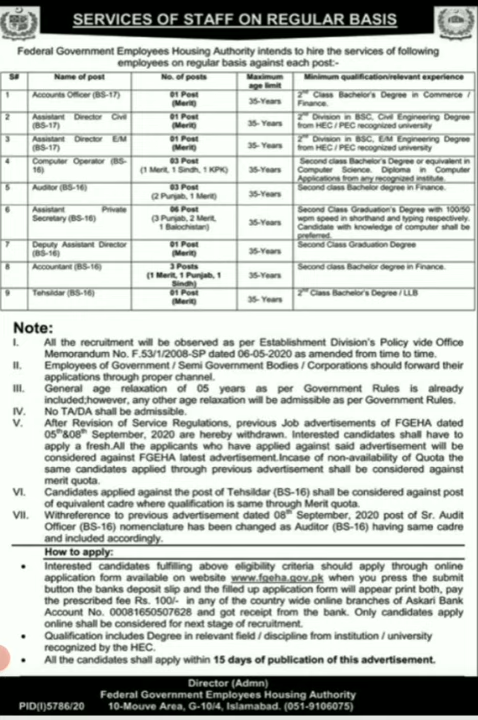 SERVICES OF STAFF ON REGULAR BASIS
Federal Government Employees Housing Authority intends to hire the services of following
employees on regular basis against each post:-
S# Name of post No. of posts Maximum age limit Minimum qualification/relevant experience
1 Accounts Officer (BS-17) 01 Post (Merit) 35-Years 2nd Class Bachelor's Degree in Commerce / Finance.
2 Assistant Director Civil (BS-17) 01 Post (Merit) 35- Years 2nd Division in BSC, Civil Engineering Degree from HEC / PEC recognized university
3 Assistant Director E/M (BS-17) 01 Post (Merit) 35- Years 2nd Division in BSC, E/M Engineering Degree from HEC / PEC recognized university
4 Computer Operator (BS-16) 03 Post (1 Merit, 1 Sindh, 1 KPK) 35-Years Second class Bachelor's Degree or equivalent in Computer Science. Diploma in Computer Applications from any recognized institute.
5 Auditor (BS-16) 03 Post (2 Punjab, 1 Merit) 35-Years Second class Bachelor degree in Finance.
6 Assistant Private Secretary (BS-16) 06 Post (3 Punjab, 2 Merit, 1 Balochistan) 35-Years Second Class Graduation's Degree with 100/50 wpm speed in shorthand and typing respectively. Candidate with knowledge of computer shall be preferred.
7 Deputy Assistant Director (BS-16) 01 Post (Merit) 35-Years Second Class Graduation Degree
8 Accountant (BS-16) 3 Posts (1 Merit, 1 Punjab, 1 Sindh) 35-Years Second class Bachelor degree in Finance.
9 Tehsildar (BS-16) 01 Post (Merit) 35- Years 2nd Class Bachelor's Degree / LLB
Note:
I. All the recruitment will be observed as per Establishment Division's Policy vide Office
Memorandum No. F.53/1/2008-SP dated 06-05-2020 as amended from time to time.
II. Employees of Government / Semi Government Bodies / Corporations should forward their
applications through proper channel.
III. General age relaxation of 05 years as per Government Rules is already
included;however, any other age relaxation will be admissible as per Government Rules.
IV. No TA/DA shall be admissible.
V. After Revision of Service Regulations, previous Job advertisements of FGEHA dated
05th&08th September, 2020 are hereby withdrawn. Interested candidates shall have to
apply a fresh.All the applicants who have applied against said advertisement will be
considered against FGEHA latest advertisement.Incase of non-availability of Quota the
same candidates applied through previous advertisement shall be considered against
merit quota.
VI. Candidates applied against the post of Tehsildar (BS-16) shall be considered against post
of equivalent cadre where qualification is same through Merit quota.
VII. Withreference to previous advertisement dated 08th September, 2020 post of Sr. Audit
Officer (BS-16) nomenclature has been changed as Auditor (BS-16) having same cadre
and included accordingly.
How to apply:
• Interested candidates fulfilling above eligibility criteria should apply through online
application form available on website www.fgeha.gov.pk when you press the submit
button the banks deposit slip and the filled up application form will appear print both, pay
the prescribed fee Rs. 100/- in any of the country wide online branches of Askari Bank
Account No. 00081650507628 and got receipt from the bank. Only candidates apply
online shall be considered for next stage of recruitment.
• Qualification includes Degree in relevant field / discipline from institution / university
recognized by the HEC.
• All the candidates shall apply within 15 days of publication of this advertisement.
Director (Admn)
Federal Government Employees Housing Authority
PID(I)5786/20 10-Mouve Area, G-10/4, Islamabad. (051-9106075)